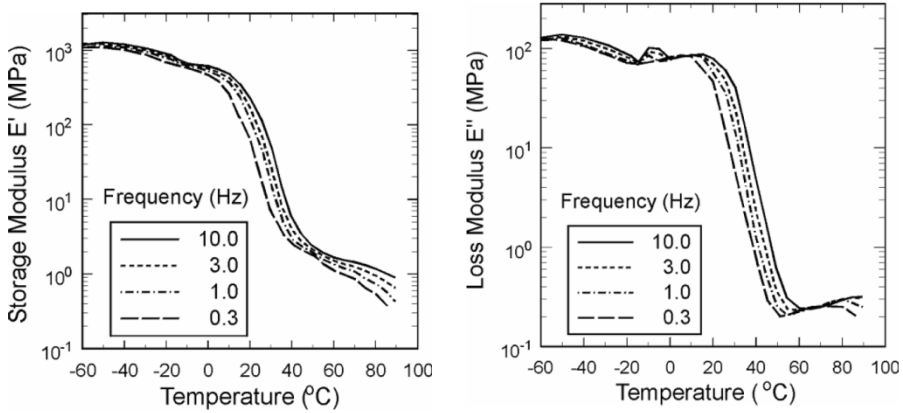 Storage Modulus E' (MPa)
10³
10²
10¹
10⁰
10⁻¹
Frequency (Hz)
10.0
3.0
1.0
0.3
-60 -40 -20 0 20 40 60 80 100
Temperature (°C)
Loss Modulus E" (MPa)
10²
10¹
10⁰
10⁻¹
Frequency (Hz)
10.0
3.0
1.0
0.3
-60 -40 -20 0 20 40 60 80 100
Temperature ( °C)